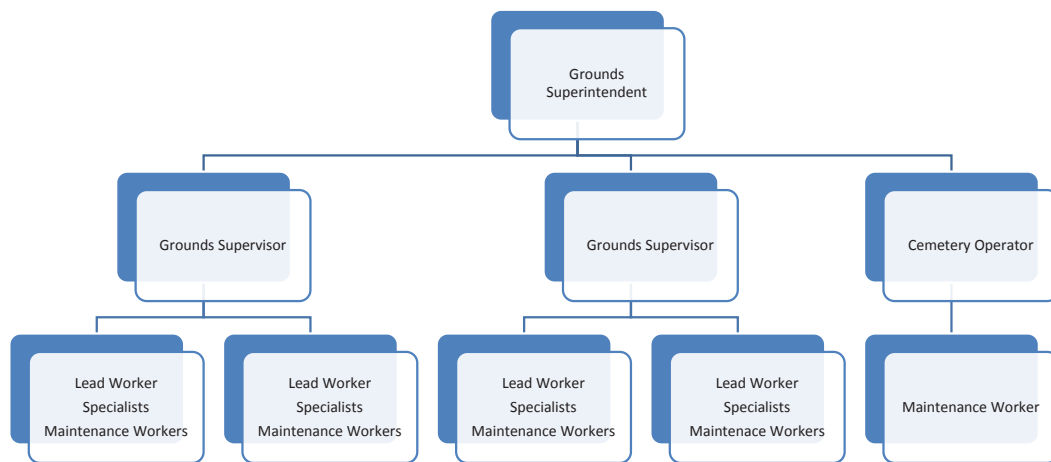 Grounds
Superintendent
Grounds Supervisor
Grounds Supervisor
Cemetery Operator
Lead Worker
Specialists
Maintenance Workers
Lead Worker
Specialists
Maintenance Workers
Lead Worker
Specialists
Maintenance Workers
Lead Worker
Specialists
Maintenace Workers
Maintenance Worker